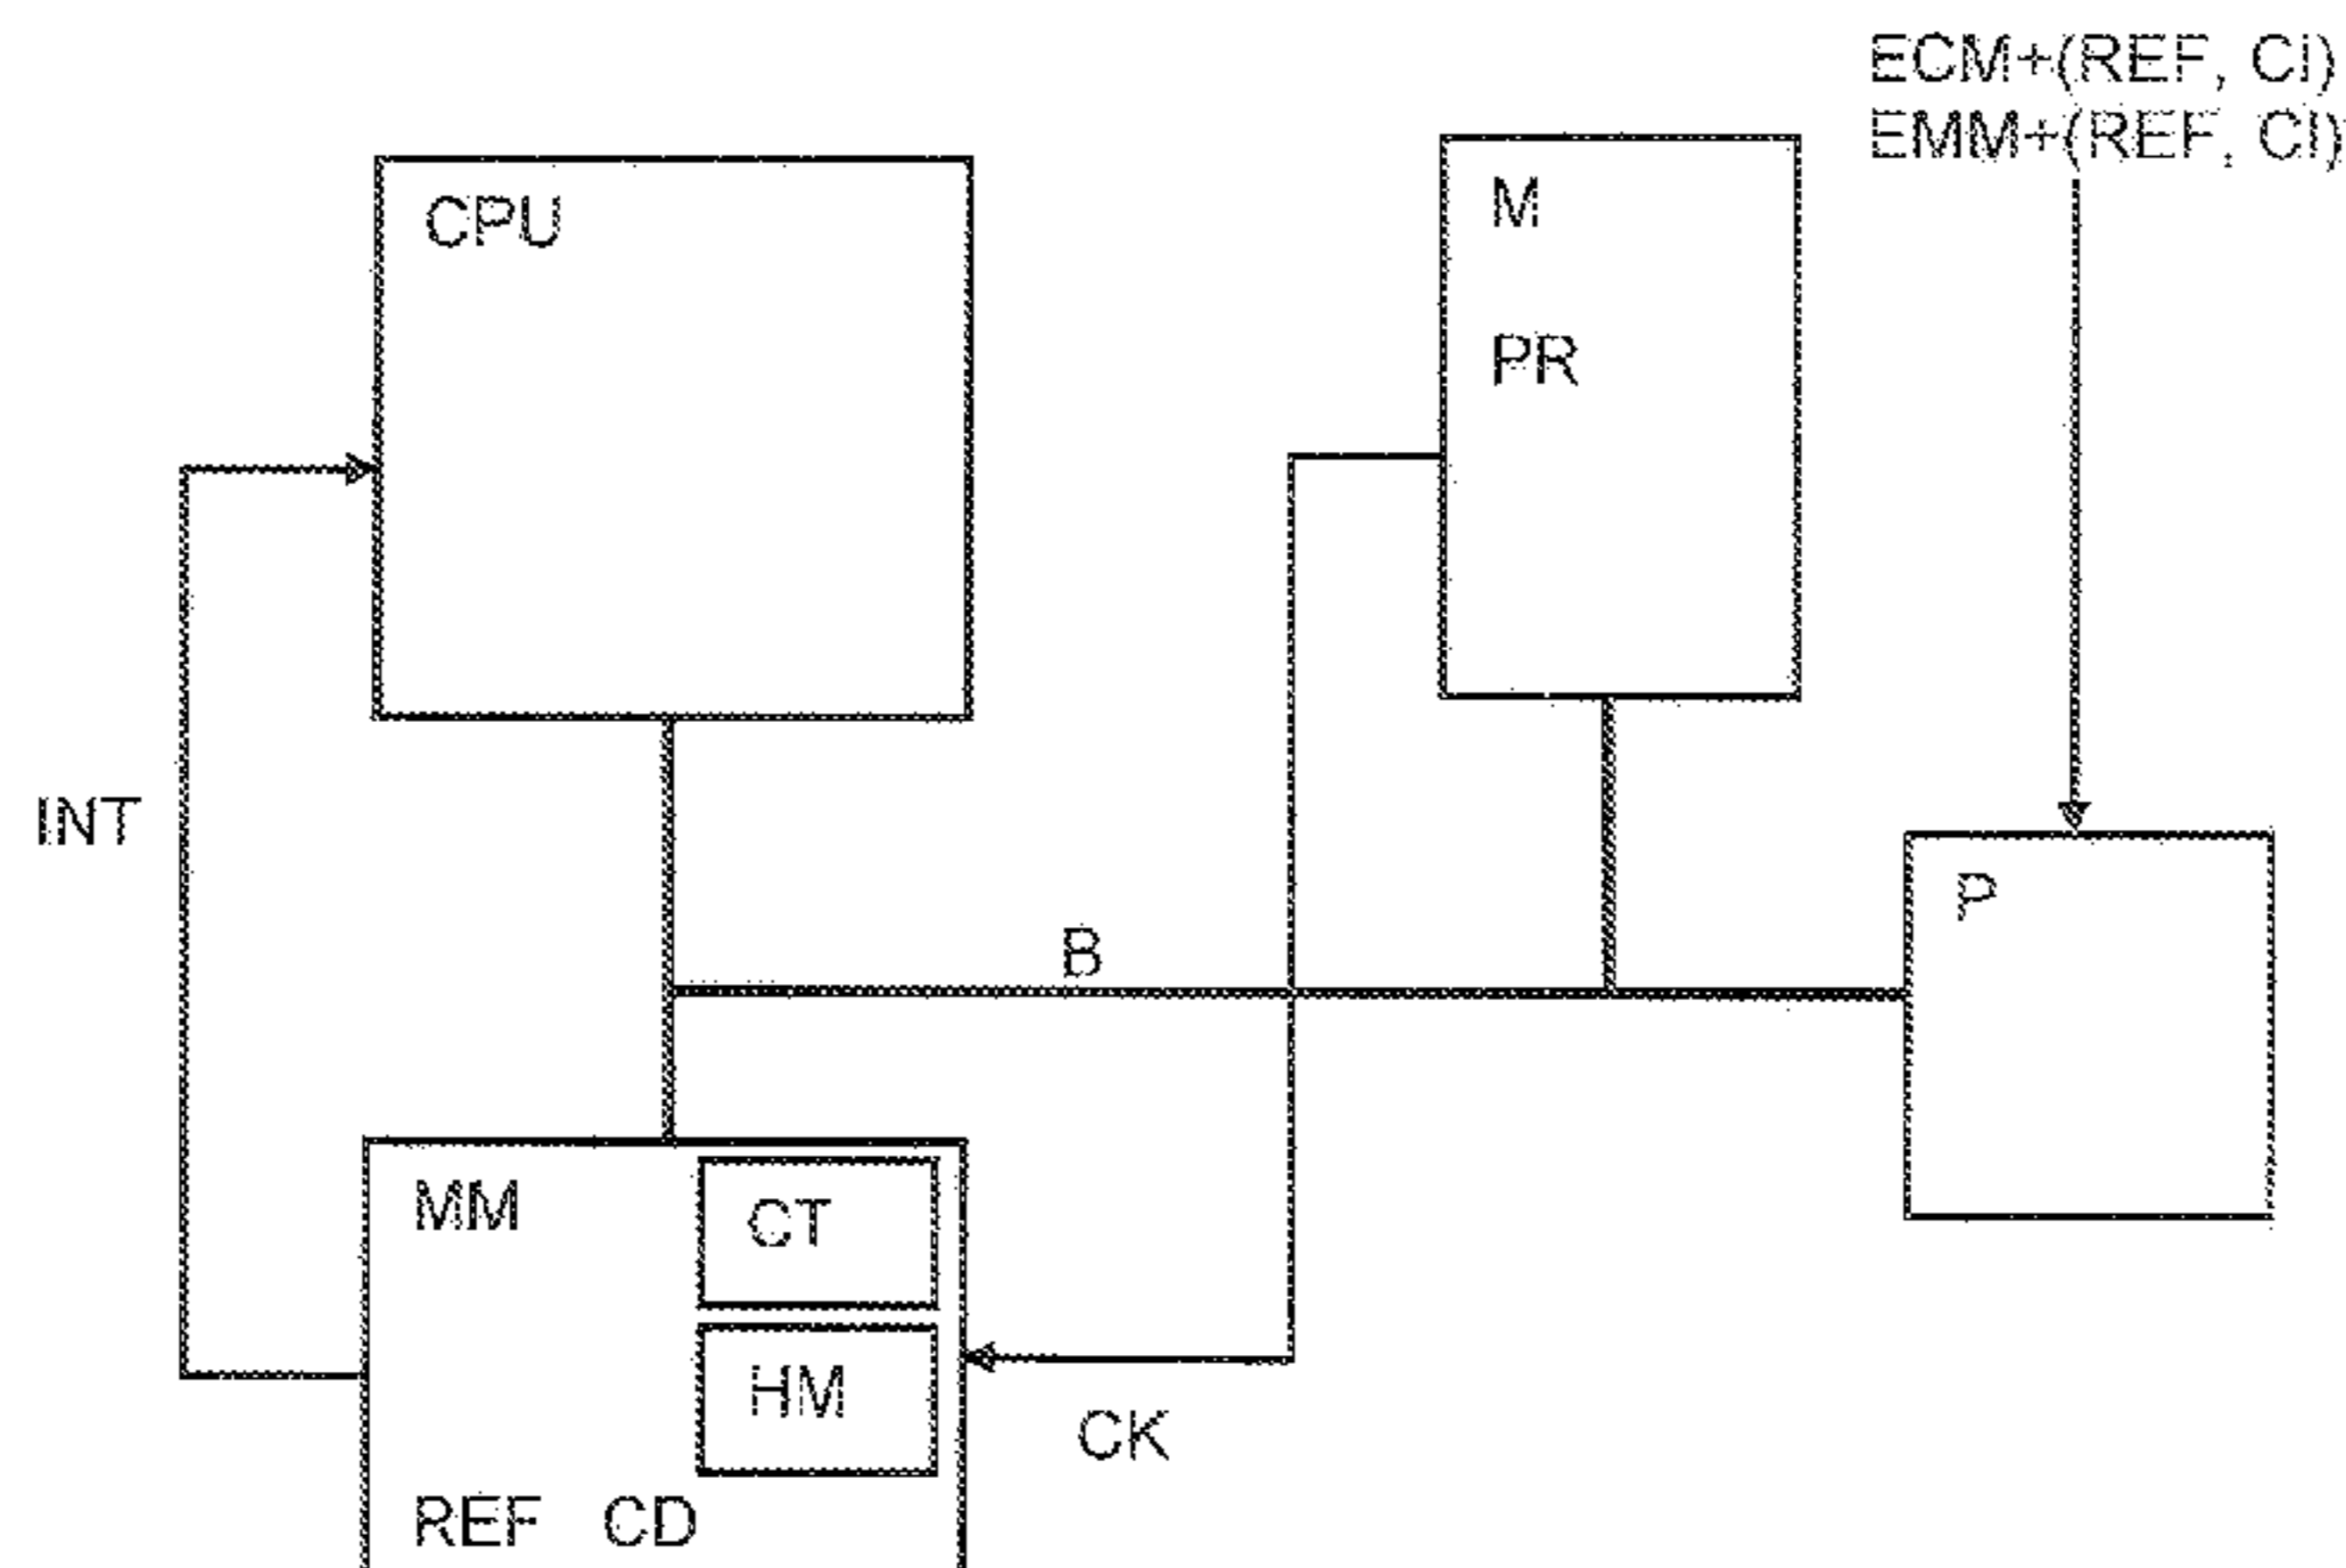 ECM+(REF, CI)
EMM+(REF, CI)
CPU
M
PR
INT
P
B
MM
CT
HM
CK
REF CD